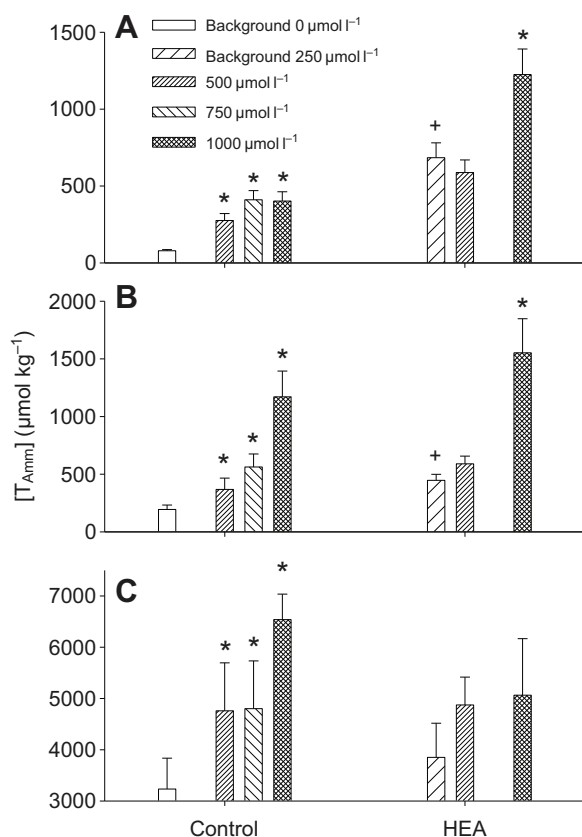 A
Background 0 µmol l⁻¹
Background 250 µmol l⁻¹
500 µmol l⁻¹
750 µmol l⁻¹
1000 µmol l⁻¹
1500
1000
500
0
* * *
+ *
B
2000
1500
1000
500
0
* * *
+ *
[TAmm] (µmol kg⁻¹)
C
7000
6000
5000
4000
3000
* * *
Control HEA